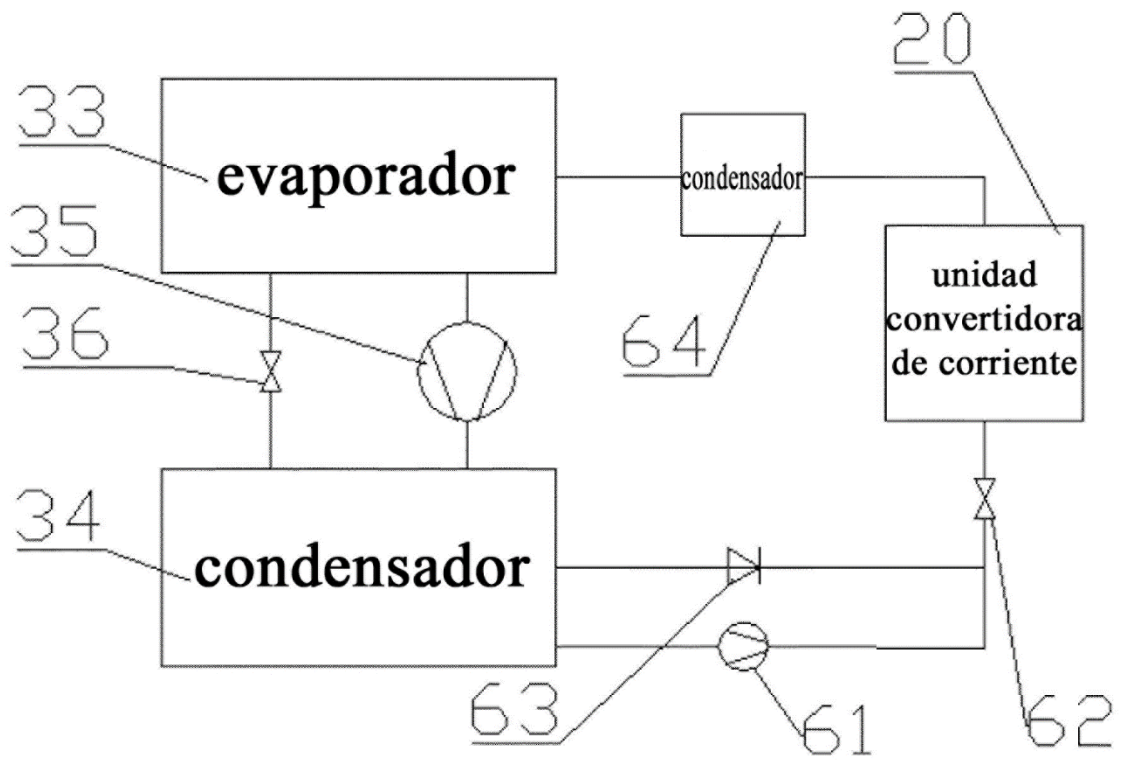 20
33
evaporador
condensador
35
unidad
convertidora
de corriente
36
64
34
condensador
63
61
62